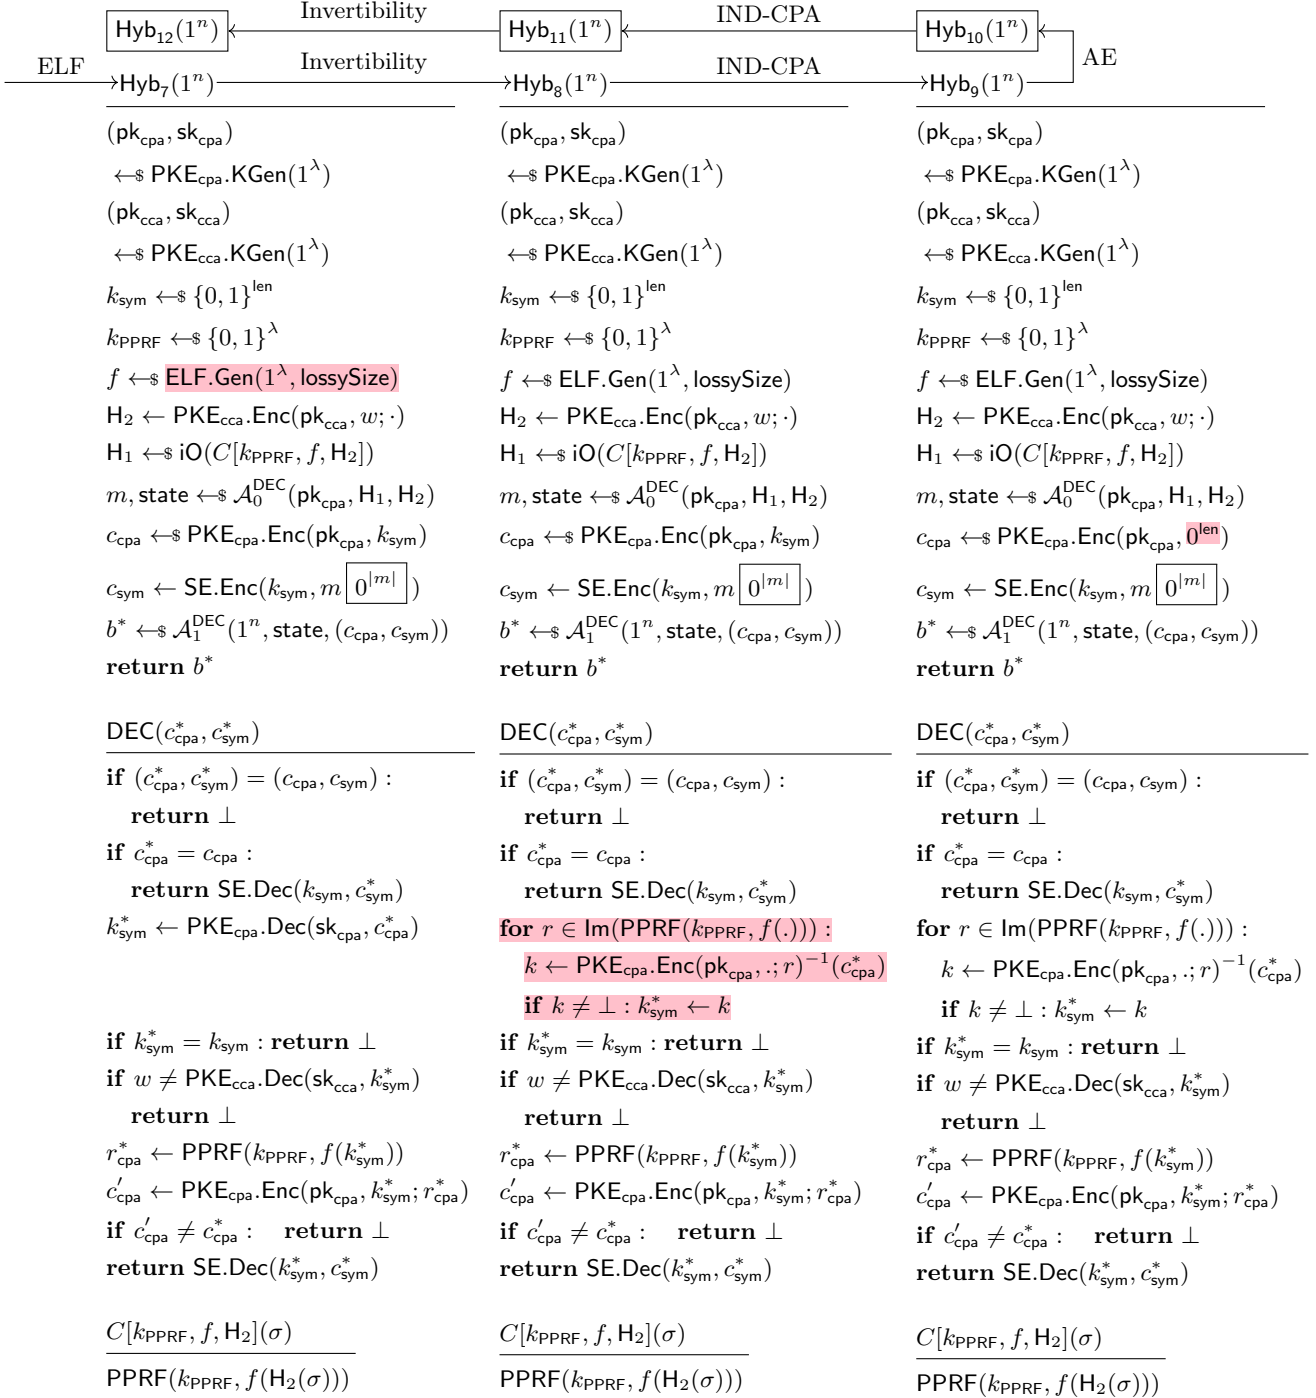 Hyb₁₂(1ⁿ) Invertibility Hyb₁₁(1ⁿ) IND-CPA Hyb₁₀(1ⁿ)
ELF Hyb₇(1ⁿ) Invertibility Hyb₈(1ⁿ) IND-CPA Hyb₉(1ⁿ) AE
(pk_cpa, sk_cpa)
←$ PKE_cpa.KGen(1^λ)
(pk_cca, sk_cca)
←$ PKE_cca.KGen(1^λ)
k_sym ←$ {0, 1}^len
k_PPRF ←$ {0, 1}^λ
f ←$ ELF.Gen(1^λ, lossySize)
H₂ ← PKE_cca.Enc(pk_cca, w; ·)
H₁ ←$ iO(C[k_PPRF, f, H₂])
m, state ←$ A₀^DEC(pk_cpa, H₁, H₂)
c_cpa ←$ PKE_cpa.Enc(pk_cpa, k_sym)
c_sym ← SE.Enc(k_sym, m 0^|m| )
b* ←$ A₁^DEC(1ⁿ, state, (c_cpa, c_sym))
return b*
DEC(c*_cpa, c*_sym)
if (c*_cpa, c*_sym) = (c_cpa, c_sym) :
return ⊥
if c*_cpa = c_cpa :
return SE.Dec(k_sym, c*_sym)
k*_sym ← PKE_cpa.Dec(sk_cpa, c*_cpa)
if k*_sym = k_sym : return ⊥
if w ≠ PKE_cca.Dec(sk_cca, k*_sym)
return ⊥
r*_cpa ← PPRF(k_PPRF, f(k*_sym))
c′_cpa ← PKE_cpa.Enc(pk_cpa, k*_sym; r*_cpa)
if c′_cpa ≠ c*_cpa : return ⊥
return SE.Dec(k*_sym, c*_sym)
C[k_PPRF, f, H₂](σ)
PPRF(k_PPRF, f(H₂(σ)))
(pk_cpa, sk_cpa)
←$ PKE_cpa.KGen(1^λ)
(pk_cca, sk_cca)
←$ PKE_cca.KGen(1^λ)
k_sym ←$ {0, 1}^len
k_PPRF ←$ {0, 1}^λ
f ←$ ELF.Gen(1^λ, lossySize)
H₂ ← PKE_cca.Enc(pk_cca, w; ·)
H₁ ←$ iO(C[k_PPRF, f, H₂])
m, state ←$ A₀^DEC(pk_cpa, H₁, H₂)
c_cpa ←$ PKE_cpa.Enc(pk_cpa, k_sym)
c_sym ← SE.Enc(k_sym, m 0^|m| )
b* ←$ A₁^DEC(1ⁿ, state, (c_cpa, c_sym))
return b*
DEC(c*_cpa, c*_sym)
if (c*_cpa, c*_sym) = (c_cpa, c_sym) :
return ⊥
if c*_cpa = c_cpa :
return SE.Dec(k_sym, c*_sym)
for r ∈ Im(PPRF(k_PPRF, f(.))) :
k ← PKE_cpa.Enc(pk_cpa, .; r)⁻¹(c*_cpa)
if k ≠ ⊥ : k*_sym ← k
if k*_sym = k_sym : return ⊥
if w ≠ PKE_cca.Dec(sk_cca, k*_sym)
return ⊥
r*_cpa ← PPRF(k_PPRF, f(k*_sym))
c′_cpa ← PKE_cpa.Enc(pk_cpa, k*_sym; r*_cpa)
if c′_cpa ≠ c*_cpa : return ⊥
return SE.Dec(k*_sym, c*_sym)
C[k_PPRF, f, H₂](σ)
PPRF(k_PPRF, f(H₂(σ)))
(pk_cpa, sk_cpa)
←$ PKE_cpa.KGen(1^λ)
(pk_cca, sk_cca)
←$ PKE_cca.KGen(1^λ)
k_sym ←$ {0, 1}^len
k_PPRF ←$ {0, 1}^λ
f ←$ ELF.Gen(1^λ, lossySize)
H₂ ← PKE_cca.Enc(pk_cca, w; ·)
H₁ ←$ iO(C[k_PPRF, f, H₂])
m, state ←$ A₀^DEC(pk_cpa, H₁, H₂)
c_cpa ←$ PKE_cpa.Enc(pk_cpa, 0^len)
c_sym ← SE.Enc(k_sym, m 0^|m| )
b* ←$ A₁^DEC(1ⁿ, state, (c_cpa, c_sym))
return b*
DEC(c*_cpa, c*_sym)
if (c*_cpa, c*_sym) = (c_cpa, c_sym) :
return ⊥
if c*_cpa = c_cpa :
return SE.Dec(k_sym, c*_sym)
for r ∈ Im(PPRF(k_PPRF, f(.))) :
k ← PKE_cpa.Enc(pk_cpa, .; r)⁻¹(c*_cpa)
if k ≠ ⊥ : k*_sym ← k
if k*_sym = k_sym : return ⊥
if w ≠ PKE_cca.Dec(sk_cca, k*_sym)
return ⊥
r*_cpa ← PPRF(k_PPRF, f(k*_sym))
c′_cpa ← PKE_cpa.Enc(pk_cpa, k*_sym; r*_cpa)
if c′_cpa ≠ c*_cpa : return ⊥
return SE.Dec(k*_sym, c*_sym)
C[k_PPRF, f, H₂](σ)
PPRF(k_PPRF, f(H₂(σ)))